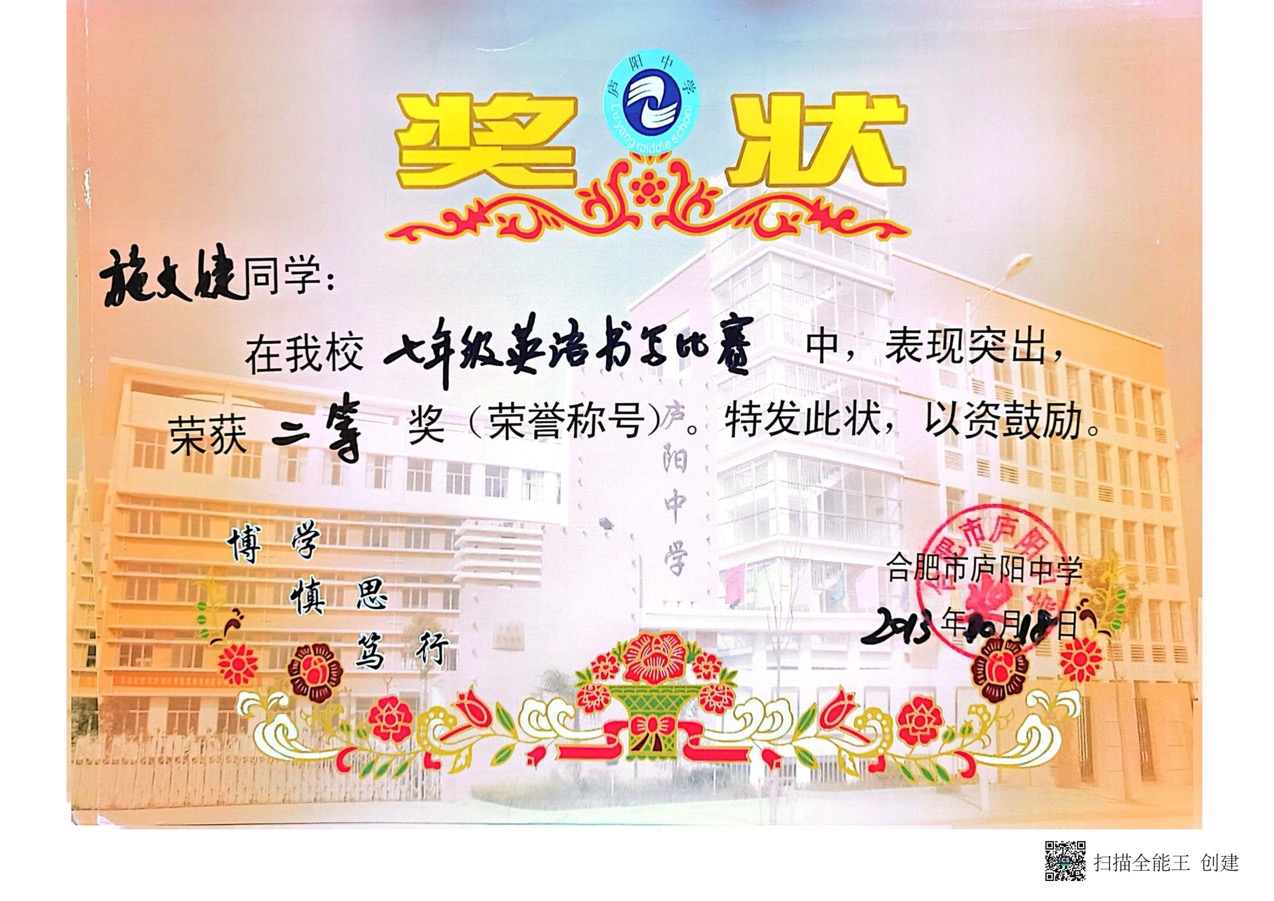 奖状
庐阳中学
Lu yang middle school
施文婕同学:
在我校 七年级英语书写比赛 中，表现突出，
荣获 二等 奖（荣誉称号）。特发此状，以资鼓励。
庐阳中学
博学
慎思
笃行
合肥市庐阳中学
2013年10月18日
扫描全能王 创建